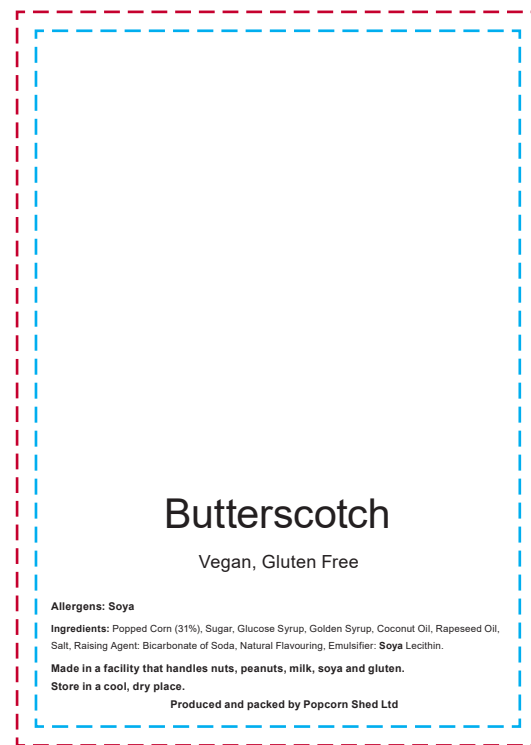 Butterscotch
Vegan, Gluten Free
Allergens: Soya
Ingredients: Popped Corn (31%), Sugar, Glucose Syrup, Golden Syrup, Coconut Oil, Rapeseed Oil,
Salt, Raising Agent: Bicarbonate of Soda, Natural Flavouring, Emulsifier: Soya Lecithin.
Made in a facility that handles nuts, peanuts, milk, soya and gluten.
Store in a cool, dry place.
Produced and packed by Popcorn Shed Ltd